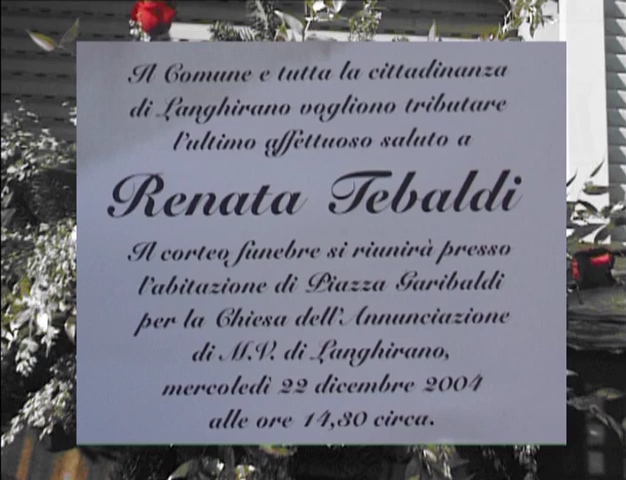 Il Comune e tutta la cittadinanza
di Langhirano vogliono tributare
l'ultimo affettuoso saluto a
Renata Tebaldi
Il corteo funebre si riunirà presso
l'abitazione di Piazza Garibaldi
per la Chiesa dell'Annunciazione
di M.V. di Langhirano,
mercoledì 22 dicembre 2004
alle ore 14,30 circa.